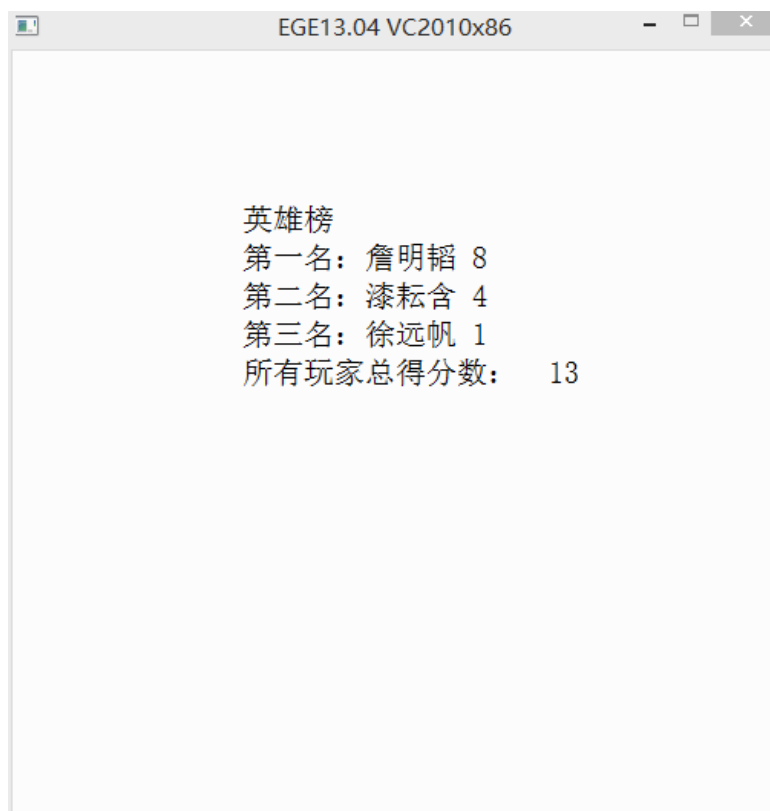 EGE13.04 VC2010x86
英雄榜
第一名：詹明韬 8
第二名：漆耘含 4
第三名：徐远帆 1
所有玩家总得分数： 13